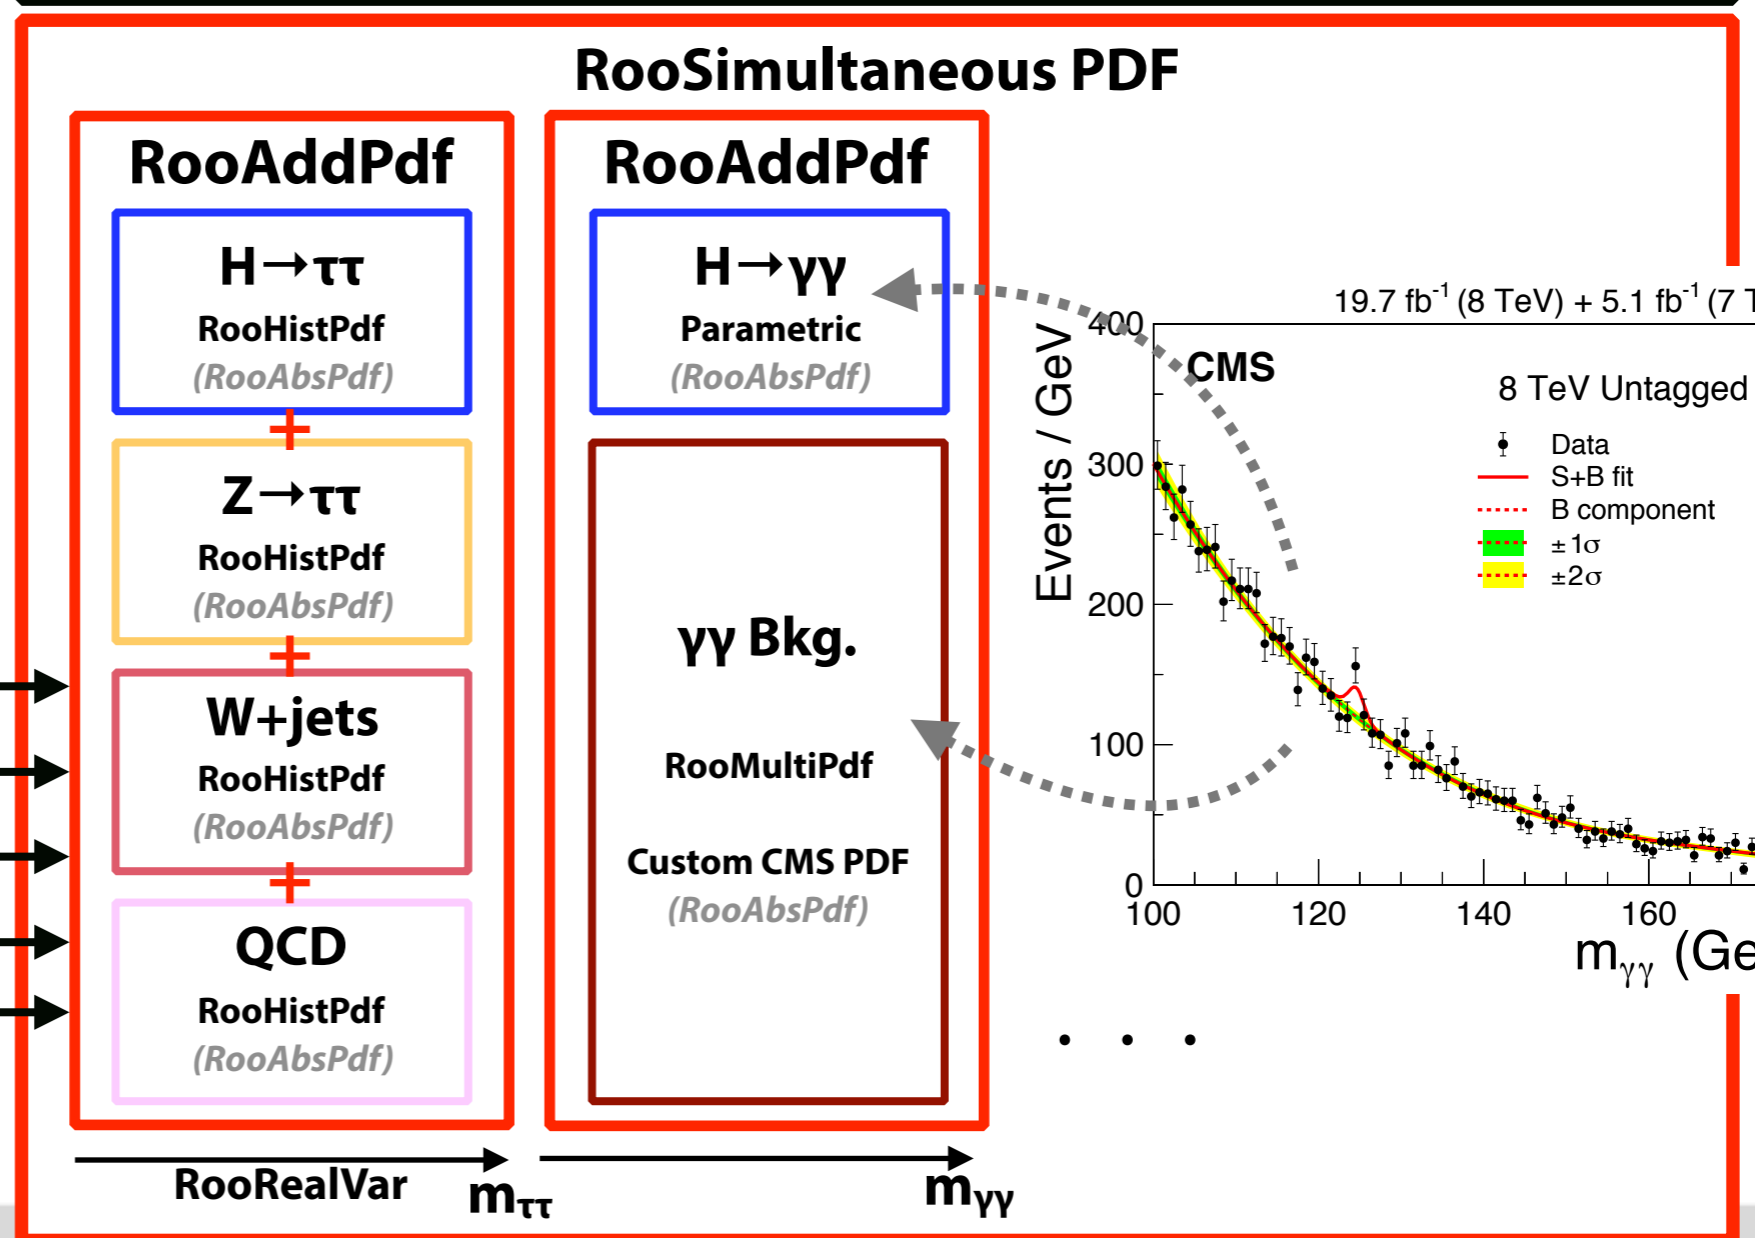 RooSimultaneous PDF
RooAddPdf
H→ττ
RooHistPdf
(RooAbsPdf)
+
Z→ττ
RooHistPdf
(RooAbsPdf)
+
W+jets
RooHistPdf
(RooAbsPdf)
+
QCD
RooHistPdf
(RooAbsPdf)
RooRealVar
mττ
RooAddPdf
H→γγ
Parametric
(RooAbsPdf)
γγ Bkg.
RooMultiPdf
Custom CMS PDF
(RooAbsPdf)
mγγ
19.7 fb⁻¹ (8 TeV) + 5.1 fb⁻¹ (7 T
CMS
8 TeV Untagged
Data
S+B fit
B component
±1σ
±2σ
Events / GeV
400
300
200
100
0
100 120 140 160
mγγ (Ge
. . .